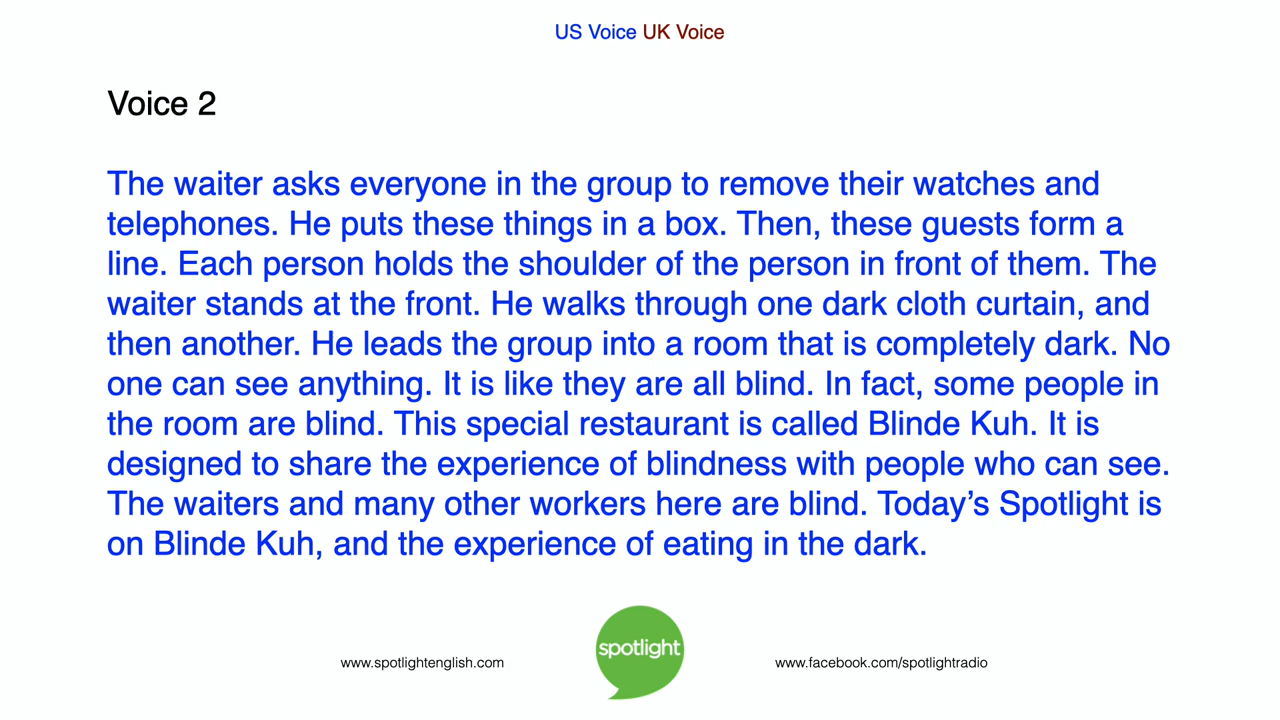 US Voice UK Voice
Voice 2
The waiter asks everyone in the group to remove their watches and
telephones. He puts these things in a box. Then, these guests form a
line. Each person holds the shoulder of the person in front of them. The
waiter stands at the front. He walks through one dark cloth curtain, and
then another. He leads the group into a room that is completely dark. No
one can see anything. It is like they are all blind. In fact, some people in
the room are blind. This special restaurant is called Blinde Kuh. It is
designed to share the experience of blindness with people who can see.
The waiters and many other workers here are blind. Today’s Spotlight is
on Blinde Kuh, and the experience of eating in the dark.
www.spotlightenglish.com
spotlight
www.facebook.com/spotlightradio